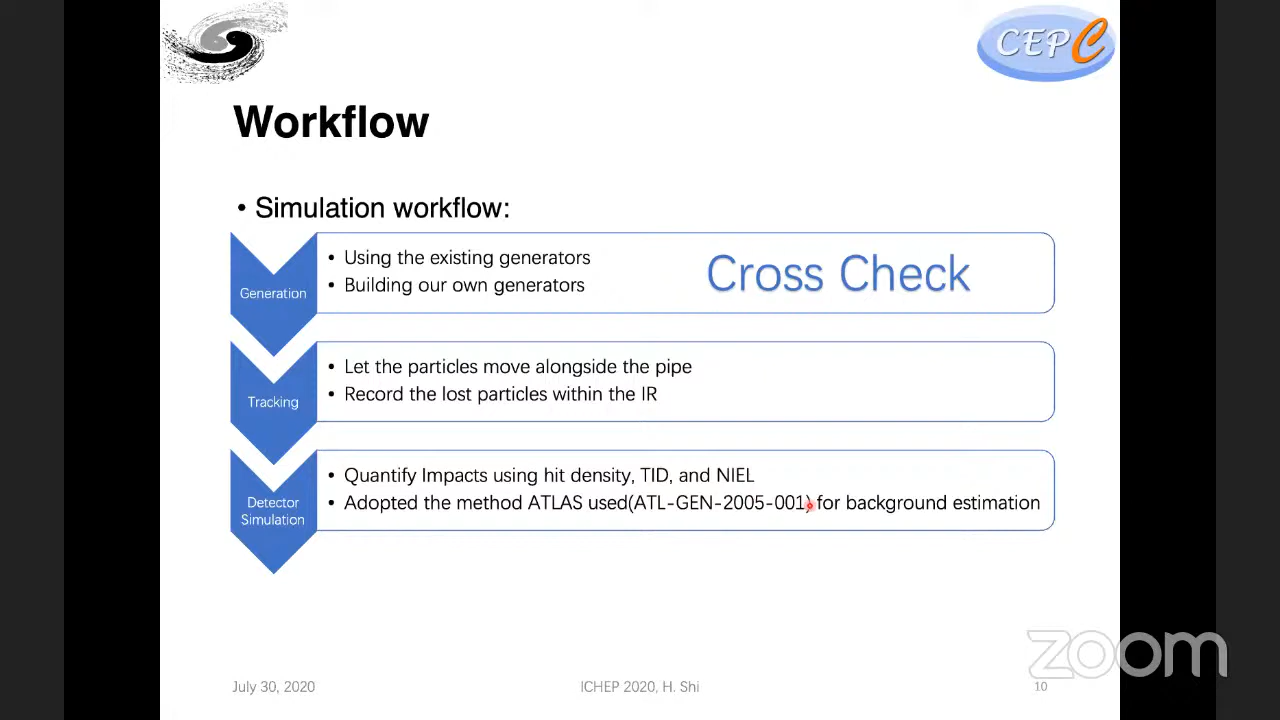 CEPC
Workflow
• Simulation workflow:
Generation
• Using the existing generators
• Building our own generators
Cross Check
Tracking
• Let the particles move alongside the pipe
• Record the lost particles within the IR
Detector
Simulation
• Quantify Impacts using hit density, TID, and NIEL
• Adopted the method ATLAS used(ATL-GEN-2005-001) for background estimation
zoom
July 30, 2020
ICHEP 2020, H. Shi
10